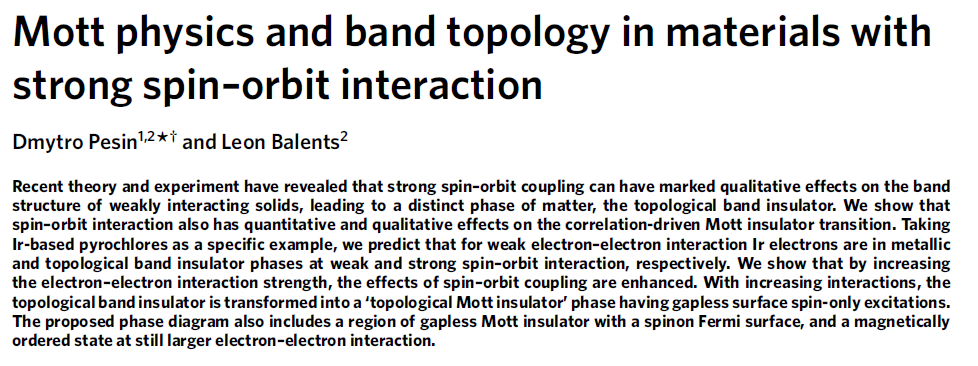 Mott physics and band topology in materials with
strong spin–orbit interaction
Dmytro Pesin1,2★† and Leon Balents2
Recent theory and experiment have revealed that strong spin–orbit coupling can have marked qualitative effects on the band
structure of weakly interacting solids, leading to a distinct phase of matter, the topological band insulator. We show that
spin–orbit interaction also has quantitative and qualitative effects on the correlation-driven Mott insulator transition. Taking
Ir-based pyrochlores as a specific example, we predict that for weak electron–electron interaction Ir electrons are in metallic
and topological band insulator phases at weak and strong spin–orbit interaction, respectively. We show that by increasing
the electron–electron interaction strength, the effects of spin–orbit coupling are enhanced. With increasing interactions, the
topological band insulator is transformed into a ‘topological Mott insulator’ phase having gapless surface spin-only excitations.
The proposed phase diagram also includes a region of gapless Mott insulator with a spinon Fermi surface, and a magnetically
ordered state at still larger electron–electron interaction.